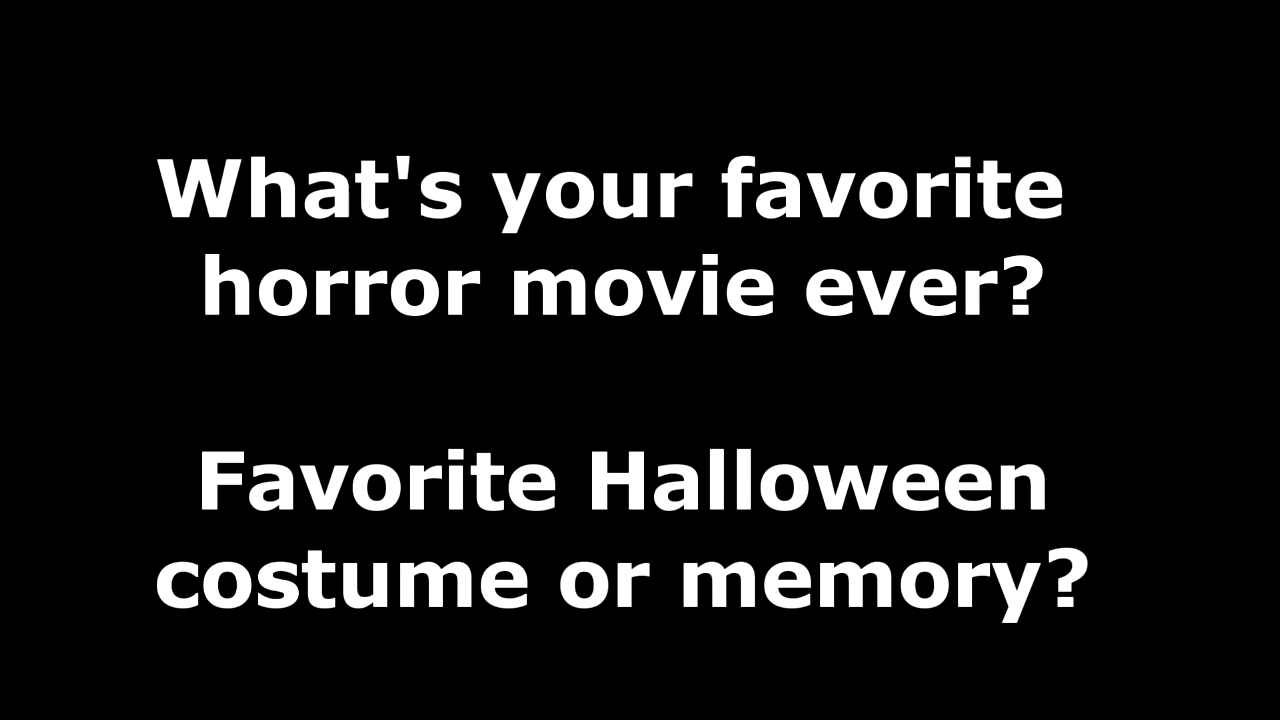 What's your favorite
horror movie ever?
Favorite Halloween
costume or memory?